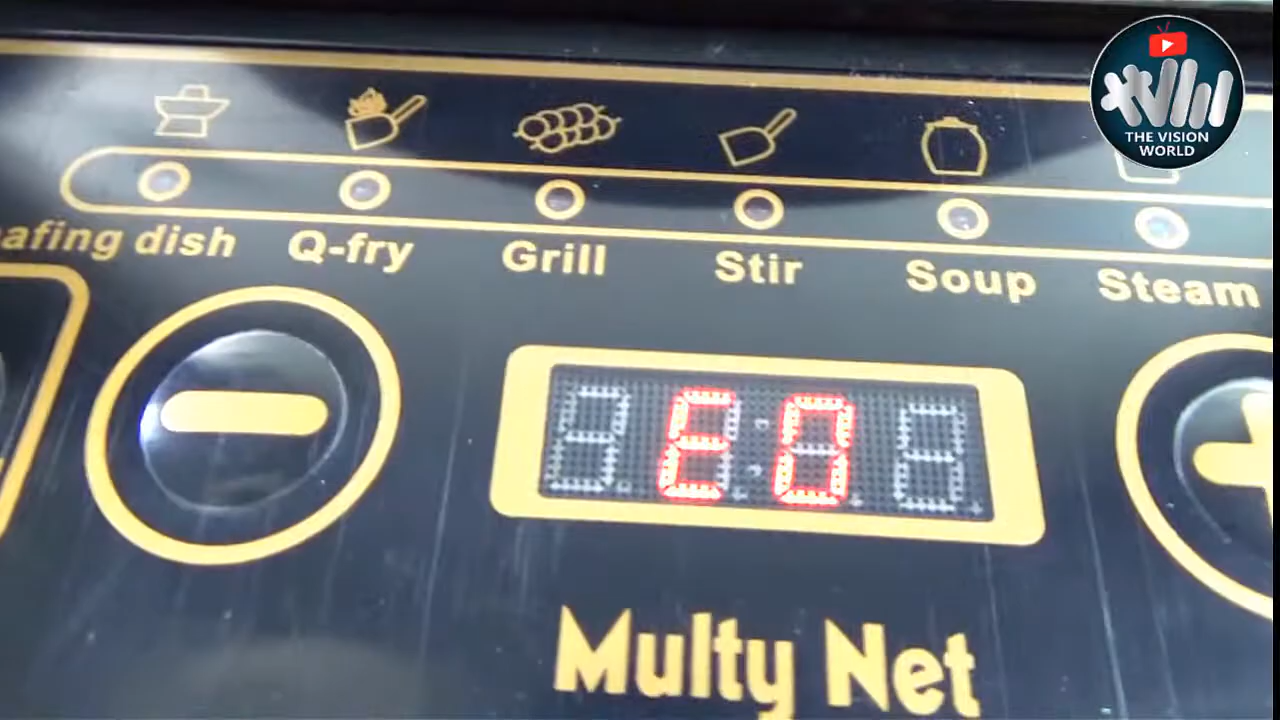 THE VISION
WORLD
afing dish Q-fry Grill Stir Soup Steam
E0
Multy Net